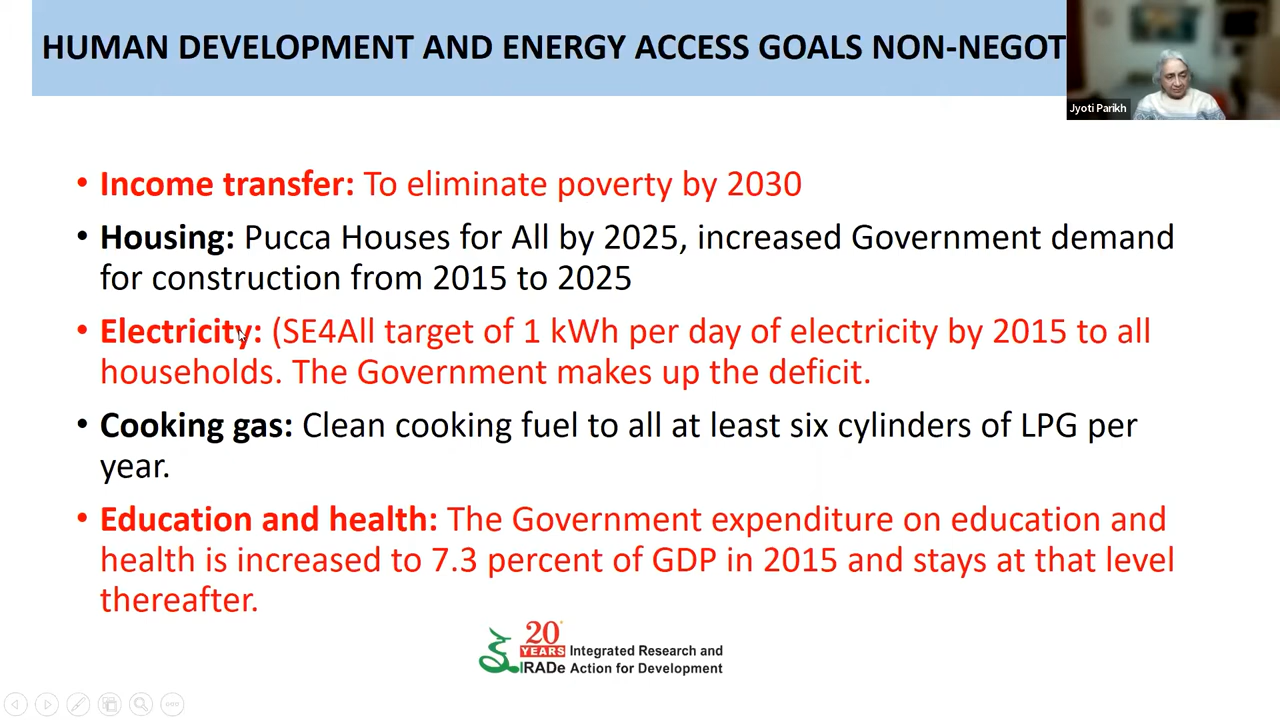 HUMAN DEVELOPMENT AND ENERGY ACCESS GOALS NON-NEGOT
Jyoti Parikh
• Income transfer: To eliminate poverty by 2030
• Housing: Pucca Houses for All by 2025, increased Government demand
for construction from 2015 to 2025
• Electricity: (SE4All target of 1 kWh per day of electricity by 2015 to all
households. The Government makes up the deficit.
• Cooking gas: Clean cooking fuel to all at least six cylinders of LPG per
year.
• Education and health: The Government expenditure on education and
health is increased to 7.3 percent of GDP in 2015 and stays at that level
thereafter.
20
YEARS
IRADe
Integrated Research and
Action for Development